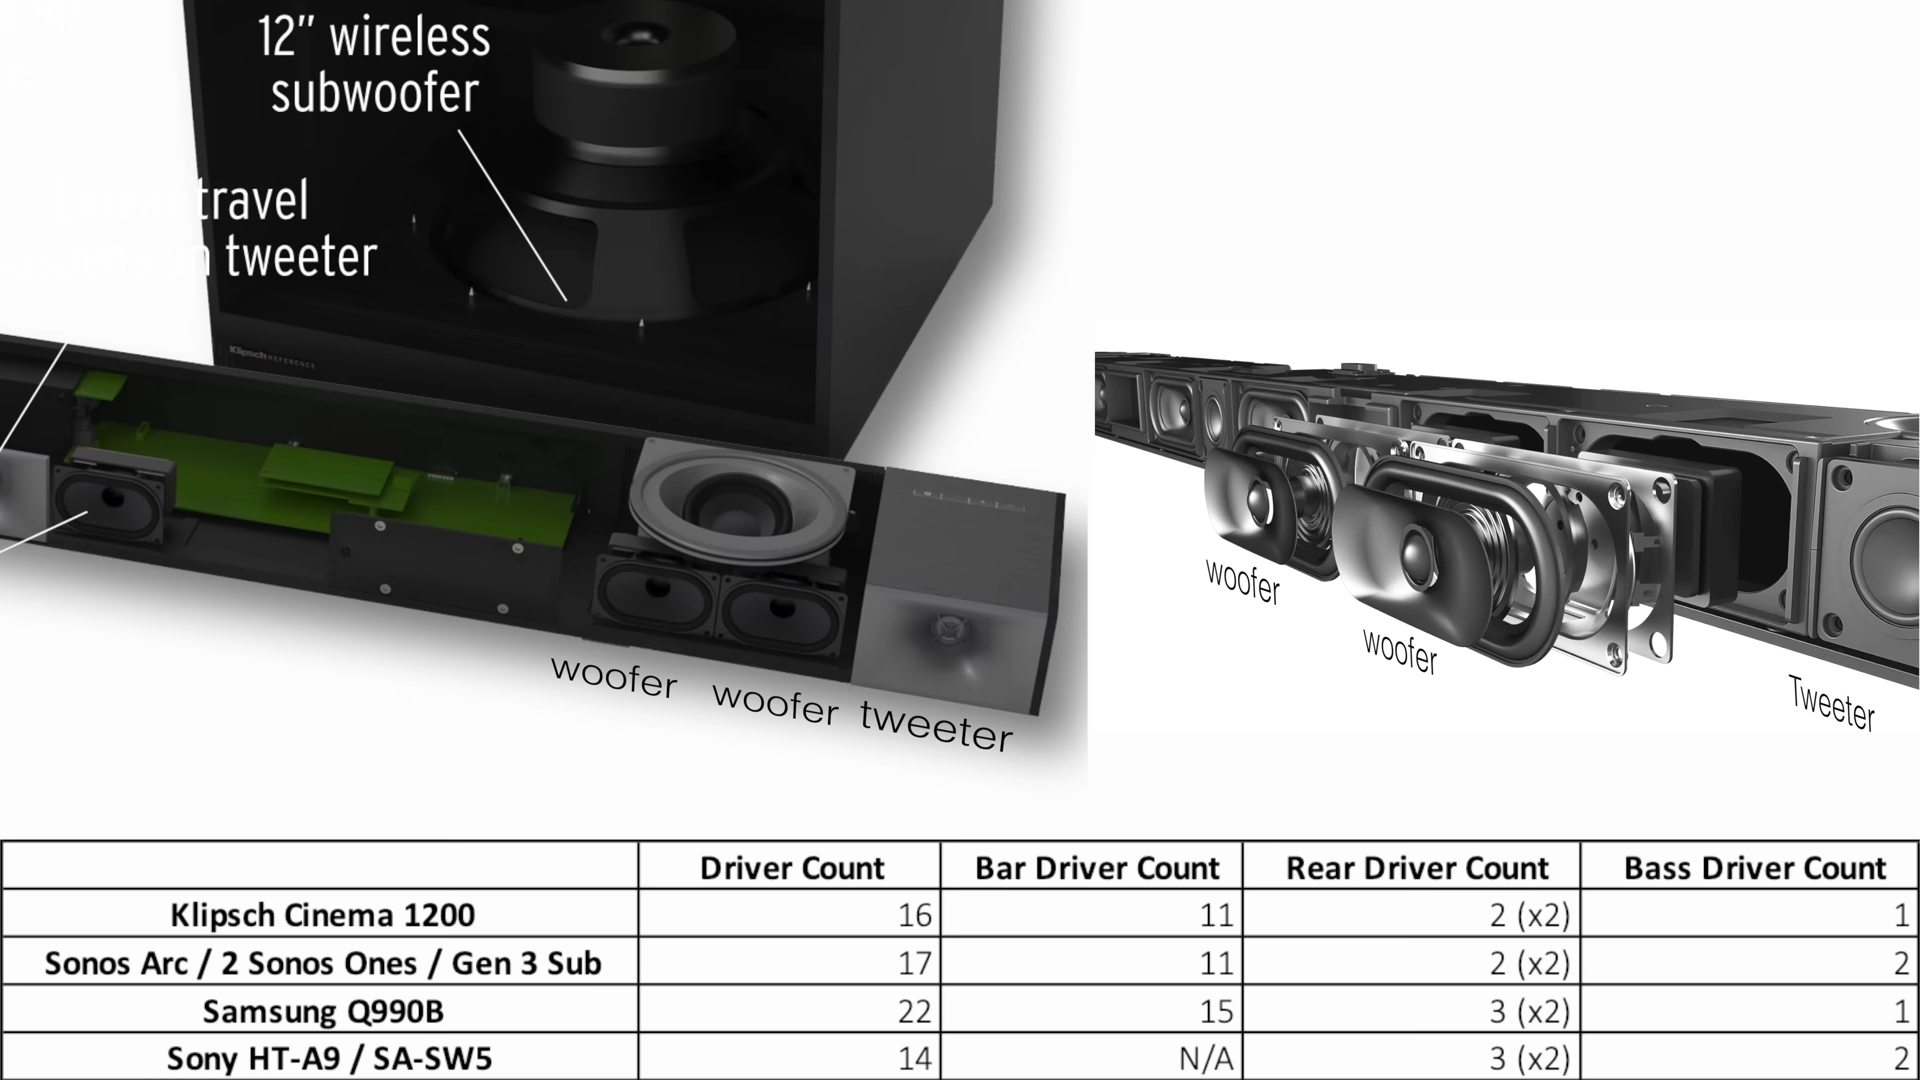 12" wireless
subwoofer
travel
tweeter
Klipsch REFERENCE
woofer woofer tweeter
woofer
woofer
Tweeter
Driver Count Bar Driver Count Rear Driver Count Bass Driver Count
Klipsch Cinema 1200 16 11 2 (x2) 1
Sonos Arc / 2 Sonos Ones / Gen 3 Sub 17 11 2 (x2) 2
Samsung Q990B 22 15 3 (x2) 1
Sony HT-A9 / SA-SW5 14 N/A 3 (x2) 2